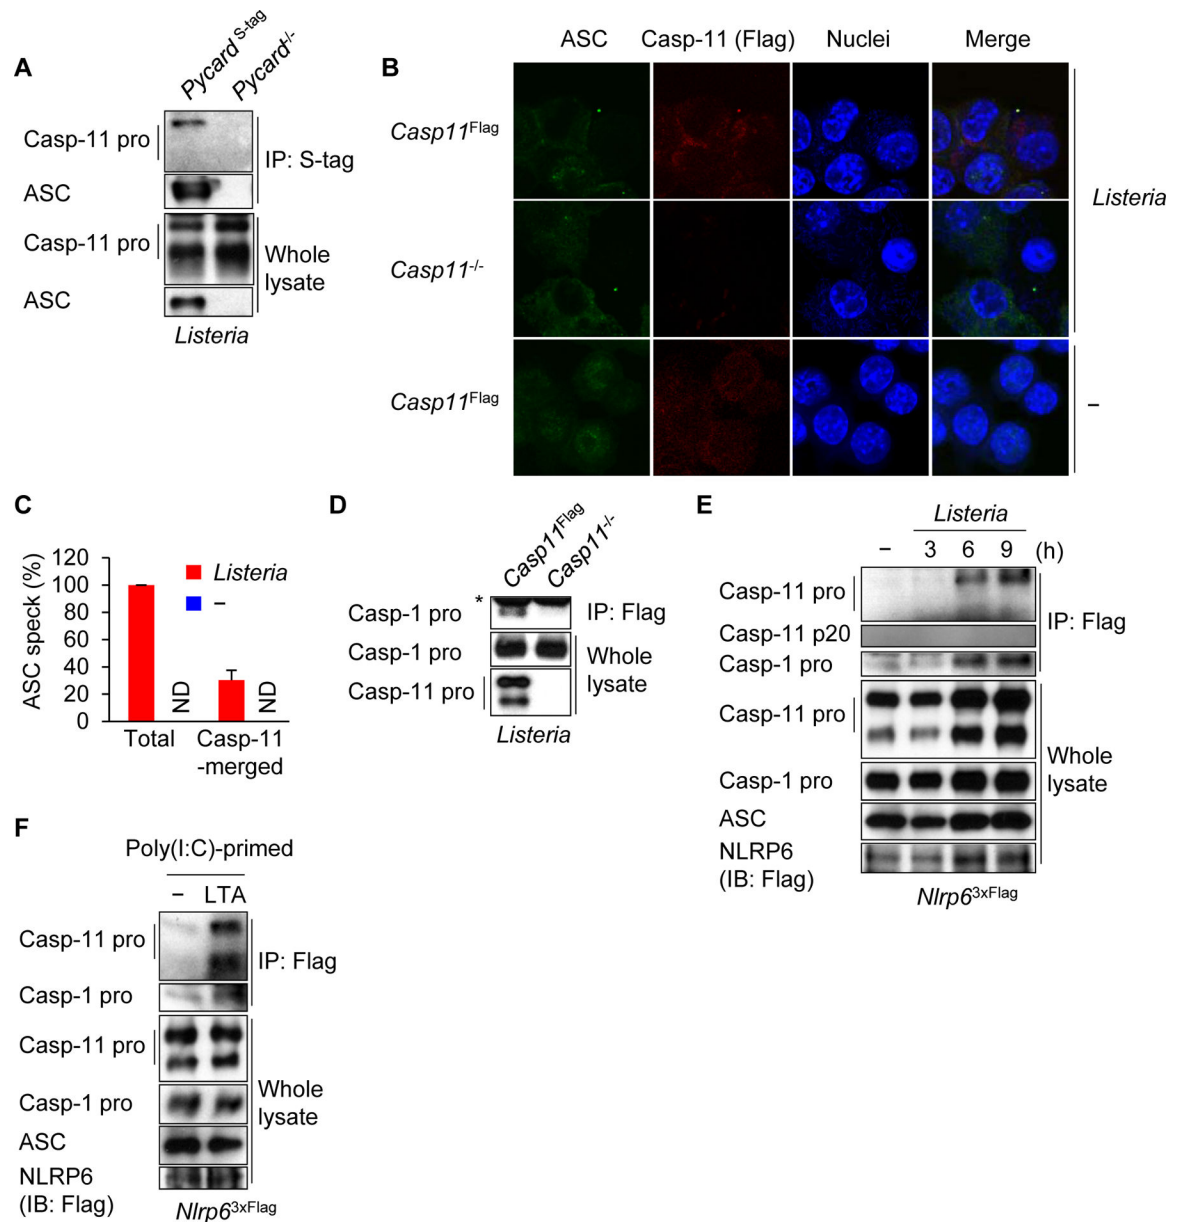 A
Pycard S-tag
Pycard-/-
Casp-11 pro
IP: S-tag
ASC
Casp-11 pro
Whole
lysate
ASC
Listeria
B
ASC
Casp-11 (Flag)
Nuclei
Merge
Casp11Flag
Casp11-/-
Listeria
Casp11Flag
–
C
ASC speck (%)
120
100
80
60
40
20
0
Listeria
–
ND
ND
Total
Casp-11
-merged
D
Casp11Flag
Casp11-/-
*
Casp-1 pro
IP: Flag
Casp-1 pro
Whole
lysate
Casp-11 pro
Listeria
E
Listeria
– 3 6 9 (h)
Casp-11 pro
IP: Flag
Casp-11 p20
Casp-1 pro
Casp-11 pro
Whole
lysate
Casp-1 pro
ASC
NLRP6
(IB: Flag)
Nlrp63xFlag
F
Poly(I:C)-primed
– LTA
Casp-11 pro
IP: Flag
Casp-1 pro
Casp-11 pro
Whole
lysate
Casp-1 pro
ASC
NLRP6
(IB: Flag)
Nlrp63xFlag